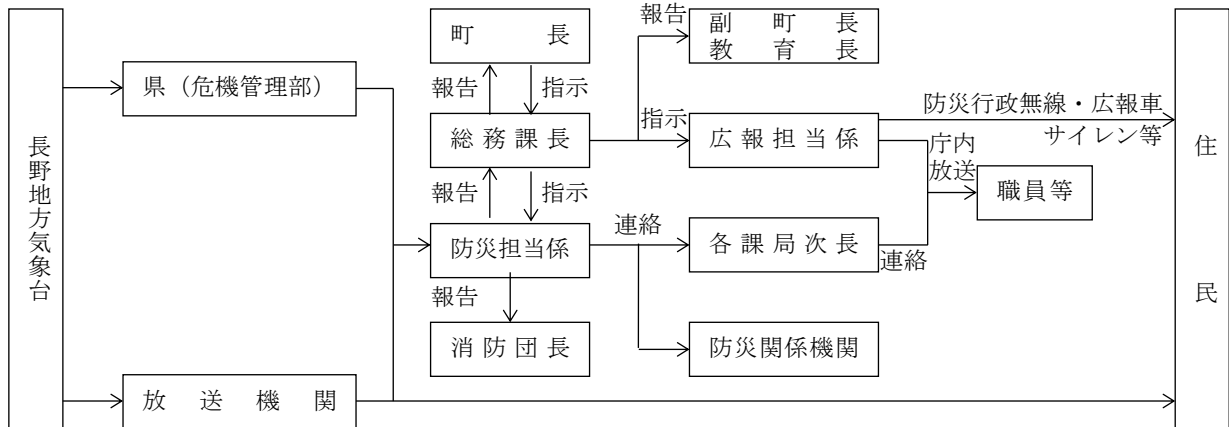 長野地方気象台
県（危機管理部）
放送機関
町長
報告
指示
総務課長
報告
指示
防災担当係
報告
消防団長
報告
副町長
教育長
指示
広報担当係
連絡
各課局次長
連絡
防災関係機関
防災行政無線・広報車
サイレン等
庁内
放送
職員等
住民